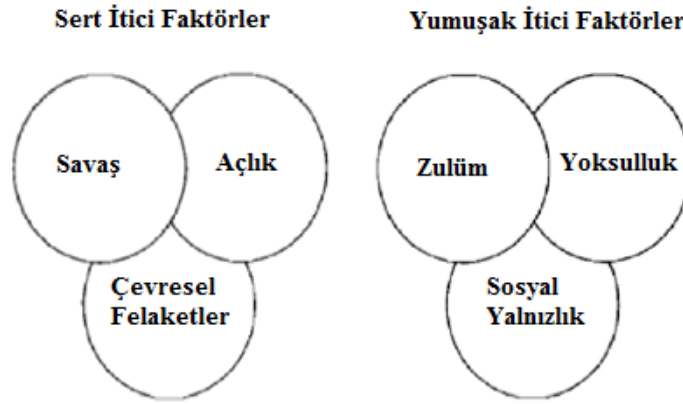 Sert İtici Faktörler
Yumuşak İtici Faktörler
Savaş
Açlık
Çevresel
Felaketler
Zulüm
Yoksulluk
Sosyal
Yalnızlık